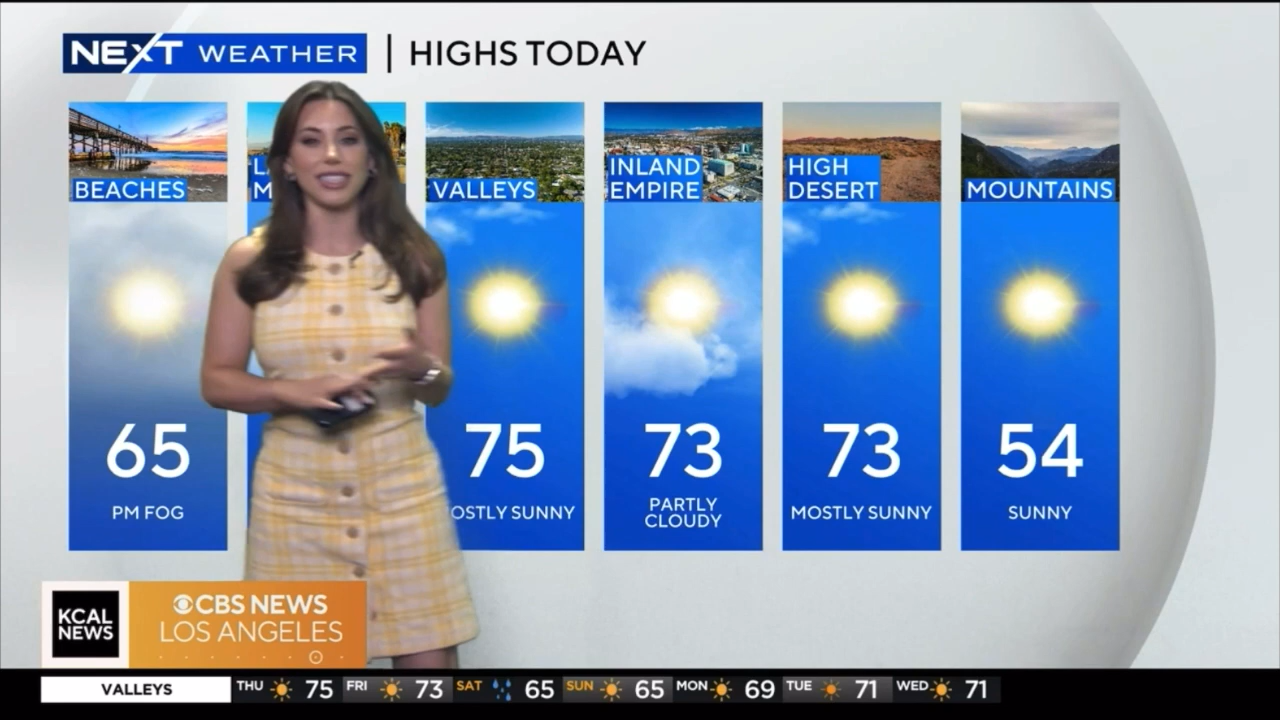 NEXT WEATHER | HIGHS TODAY
BEACHES
VALLEYS
INLAND
EMPIRE
HIGH
DESERT
MOUNTAINS
65
75
73
73
54
PM FOG
OSTLY SUNNY
PARTLY
CLOUDY
MOSTLY SUNNY
SUNNY
KCAL
NEWS
CBS NEWS
LOS ANGELES
VALLEYS THU 75 FRI 73 SAT 65 SUN 65 MON 69 TUE 71 WED 71